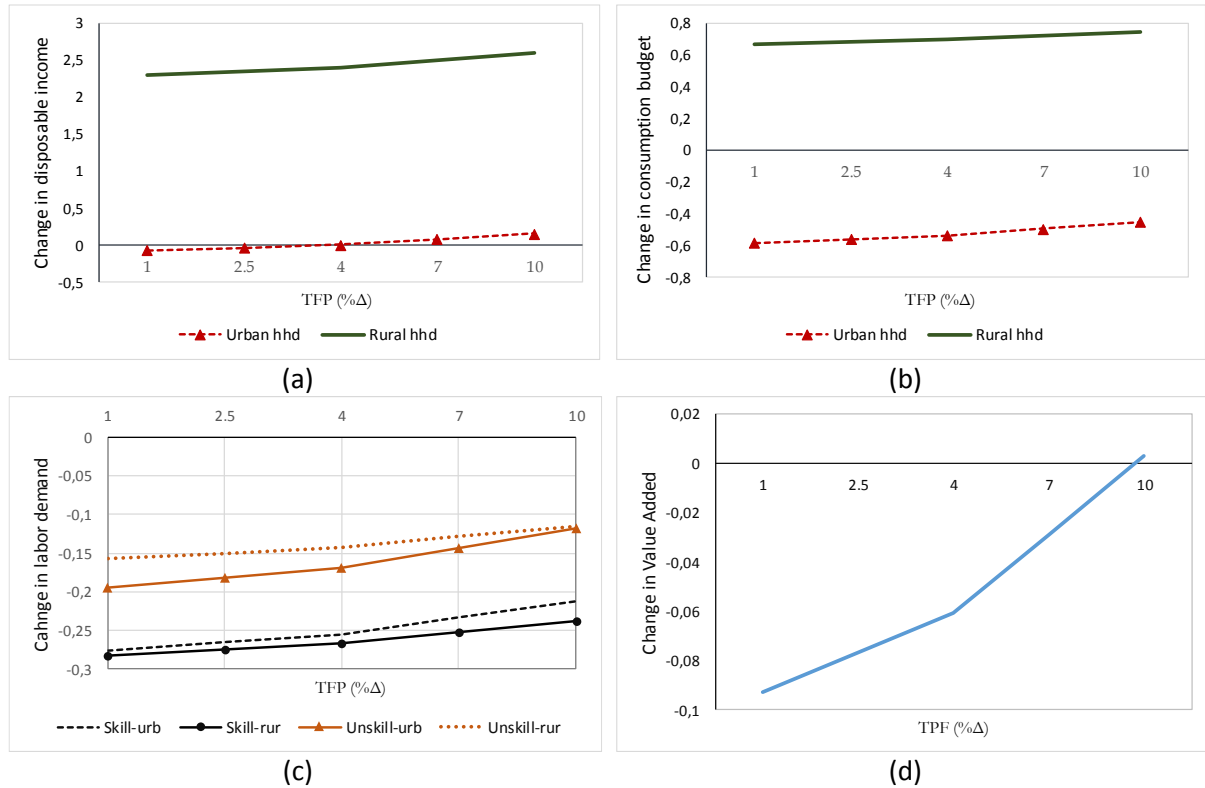 Change in disposable income
3
2,5
2
1,5
1
0,5
0
-0,5
1 2.5 4 7 10
TFP (%Δ)
Urban hhd Rural hhd
(a)
Change in consumption budget
0,8
0,6
0,4
0,2
0
-0,2
-0,4
-0,6
-0,8
1 2.5 4 7 10
TFP (%Δ)
Urban hhd Rural hhd
(b)
Cahnge in labor demand
1 2.5 4 7 10
0
-0,05
-0,1
-0,15
-0,2
-0,25
-0,3
TFP (%Δ)
Skill-urb Skill-rur Unskill-urb Unskill-rur
(c)
Change in Value Added
0,02
0
-0,02
-0,04
-0,06
-0,08
-0,1
1 2.5 4 7 10
TPF (%Δ)
(d)